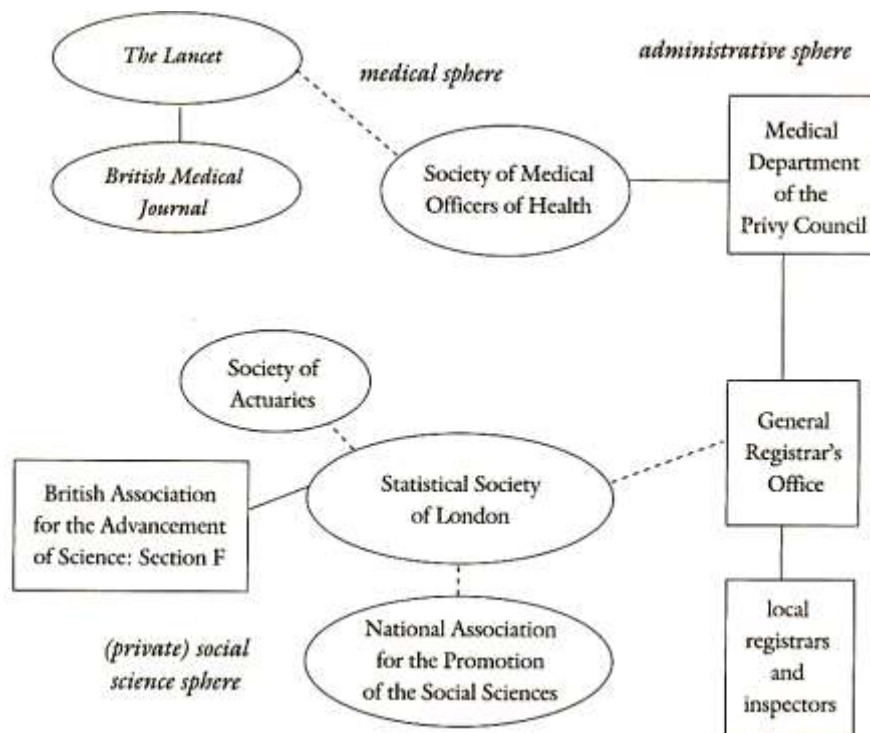 The Lancet
medical sphere
administrative sphere
British Medical
Journal
Society of Medical
Officers of Health
Medical
Department
of the
Privy Council
Society of
Actuaries
General
Registrar's
Office
British Association
for the Advancement
of Science: Section F
Statistical Society
of London
(private) social
science sphere
National Association
for the Promotion
of the Social Sciences
local
registrars
and
inspectors